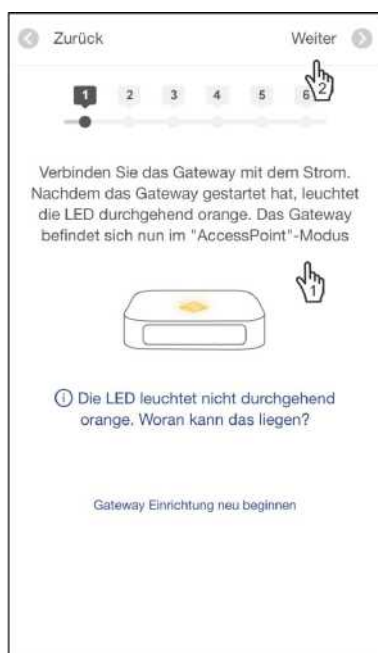 Zurück Weiter
1 2 3 4 5 6
2
Verbinden Sie das Gateway mit dem Strom.
Nachdem das Gateway gestartet hat, leuchtet
die LED durchgehend orange. Das Gateway
befindet sich nun im "AccessPoint"-Modus
1
Die LED leuchtet nicht durchgehend
orange. Woran kann das liegen?
Gateway Einrichtung neu beginnen